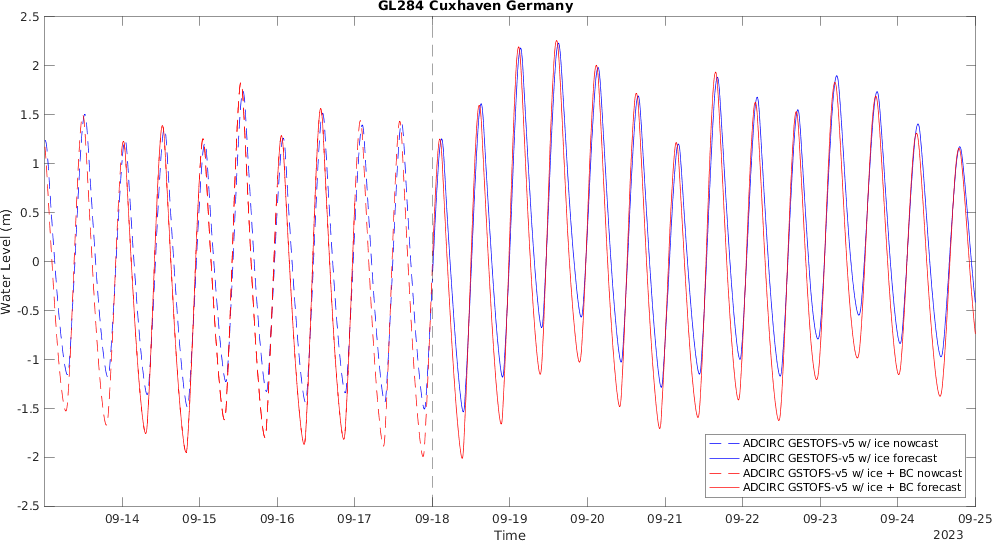 GL284 Cuxhaven Germany
2.5
2
1.5
1
0.5
0
-0.5
-1
-1.5
-2
-2.5
Water Level (m)
ADCIRC GESTOFS-v5 w/ ice nowcast
ADCIRC GESTOFS-v5 w/ ice forecast
ADCIRC GSTOFS-v5 w/ ice + BC nowcast
ADCIRC GSTOFS-v5 w/ ice + BC forecast
09-14 09-15 09-16 09-17 09-18 09-19 09-20 09-21 09-22 09-23 09-24 09-25
Time
2023